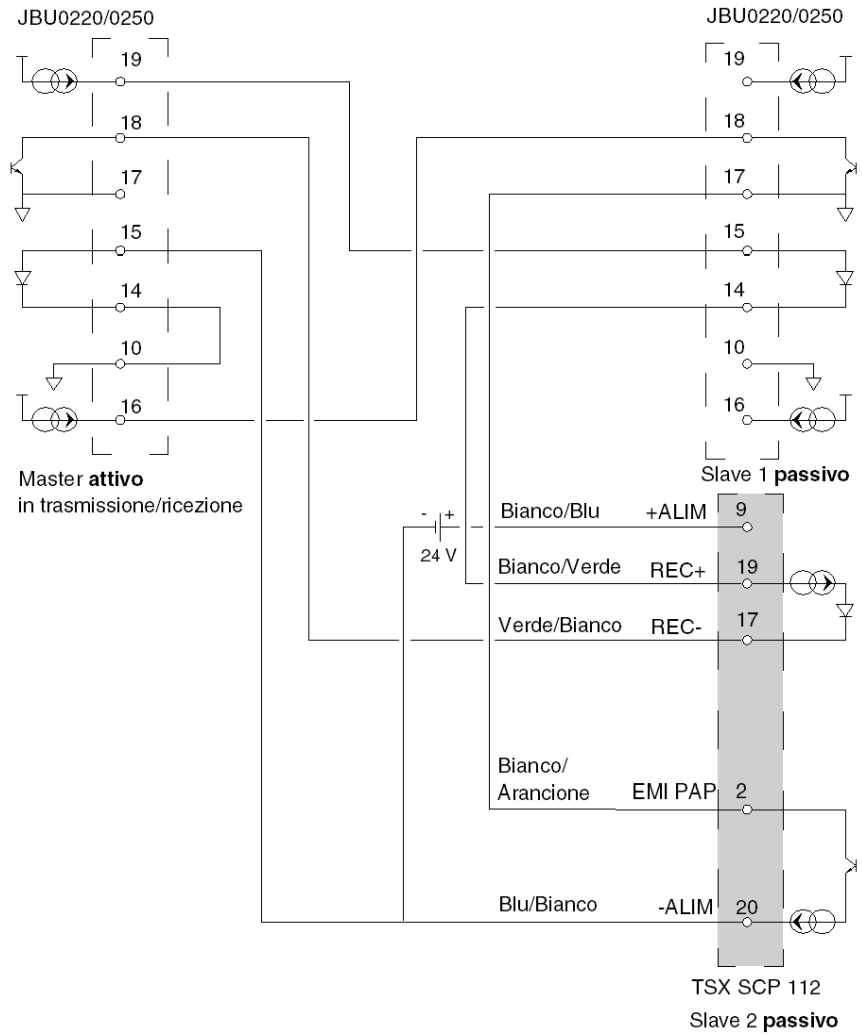 JBU0220/0250
19
18
17
15
14
10
16
Master attivo
in trasmissione/ricezione
JBU0220/0250
19
18
17
15
14
10
16
Slave 1 passivo
- +
24 V
Bianco/Blu +ALIM 9
Bianco/Verde REC+ 19
Verde/Bianco REC- 17
Bianco/
Arancione EMI PAP 2
Blu/Bianco -ALIM 20
TSX SCP 112
Slave 2 passivo